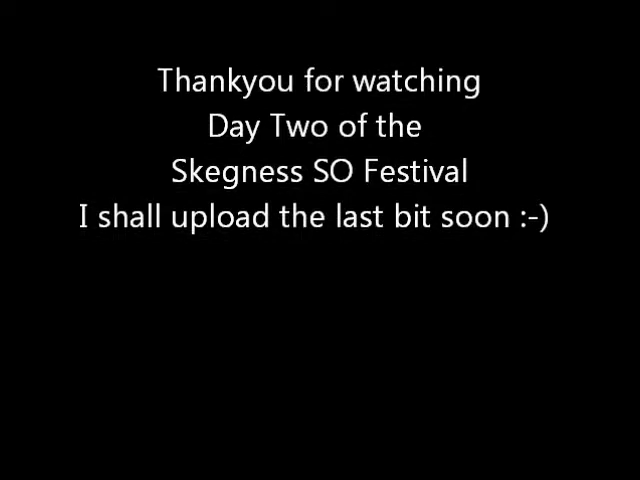 Thankyou for watching
Day Two of the
Skegness SO Festival
I shall upload the last bit soon :-)